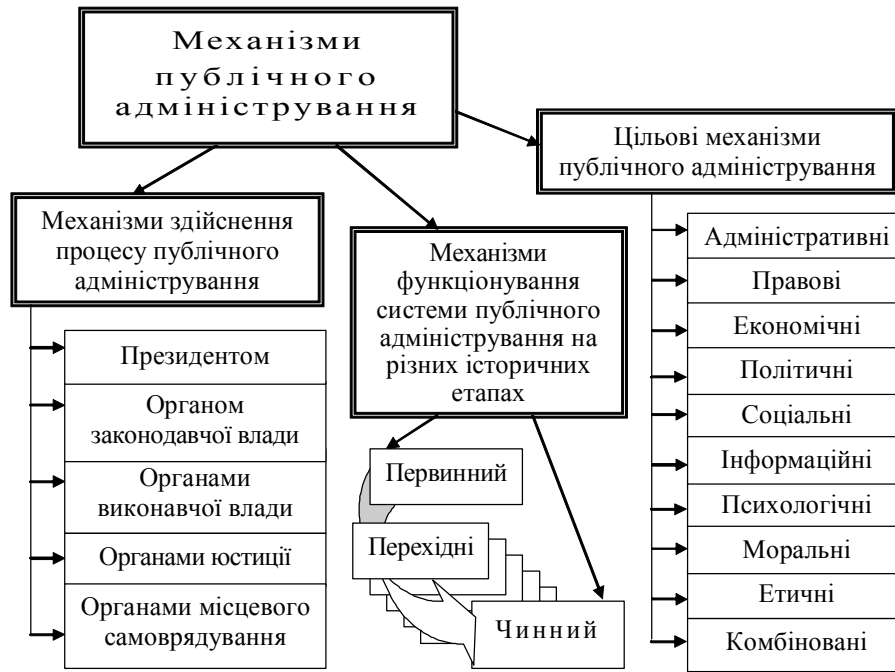 Механізми
публічного
адміністрування
Цільові механізми
публічного адміністрування
Механізми здійснення
процесу публічного
адміністрування
Президентом
Органом
законодавчої влади
Органами
виконавчої влади
Органами юстиції
Органами місцевого
самоврядування
Механізми
функціонування
системи публічного
адміністрування на
різних історичних
етапах
Первинний
Перехідні
Чинний
Адміністративні
Правові
Економічні
Політичні
Соціальні
Інформаційні
Психологічні
Моральні
Етичні
Комбіновані